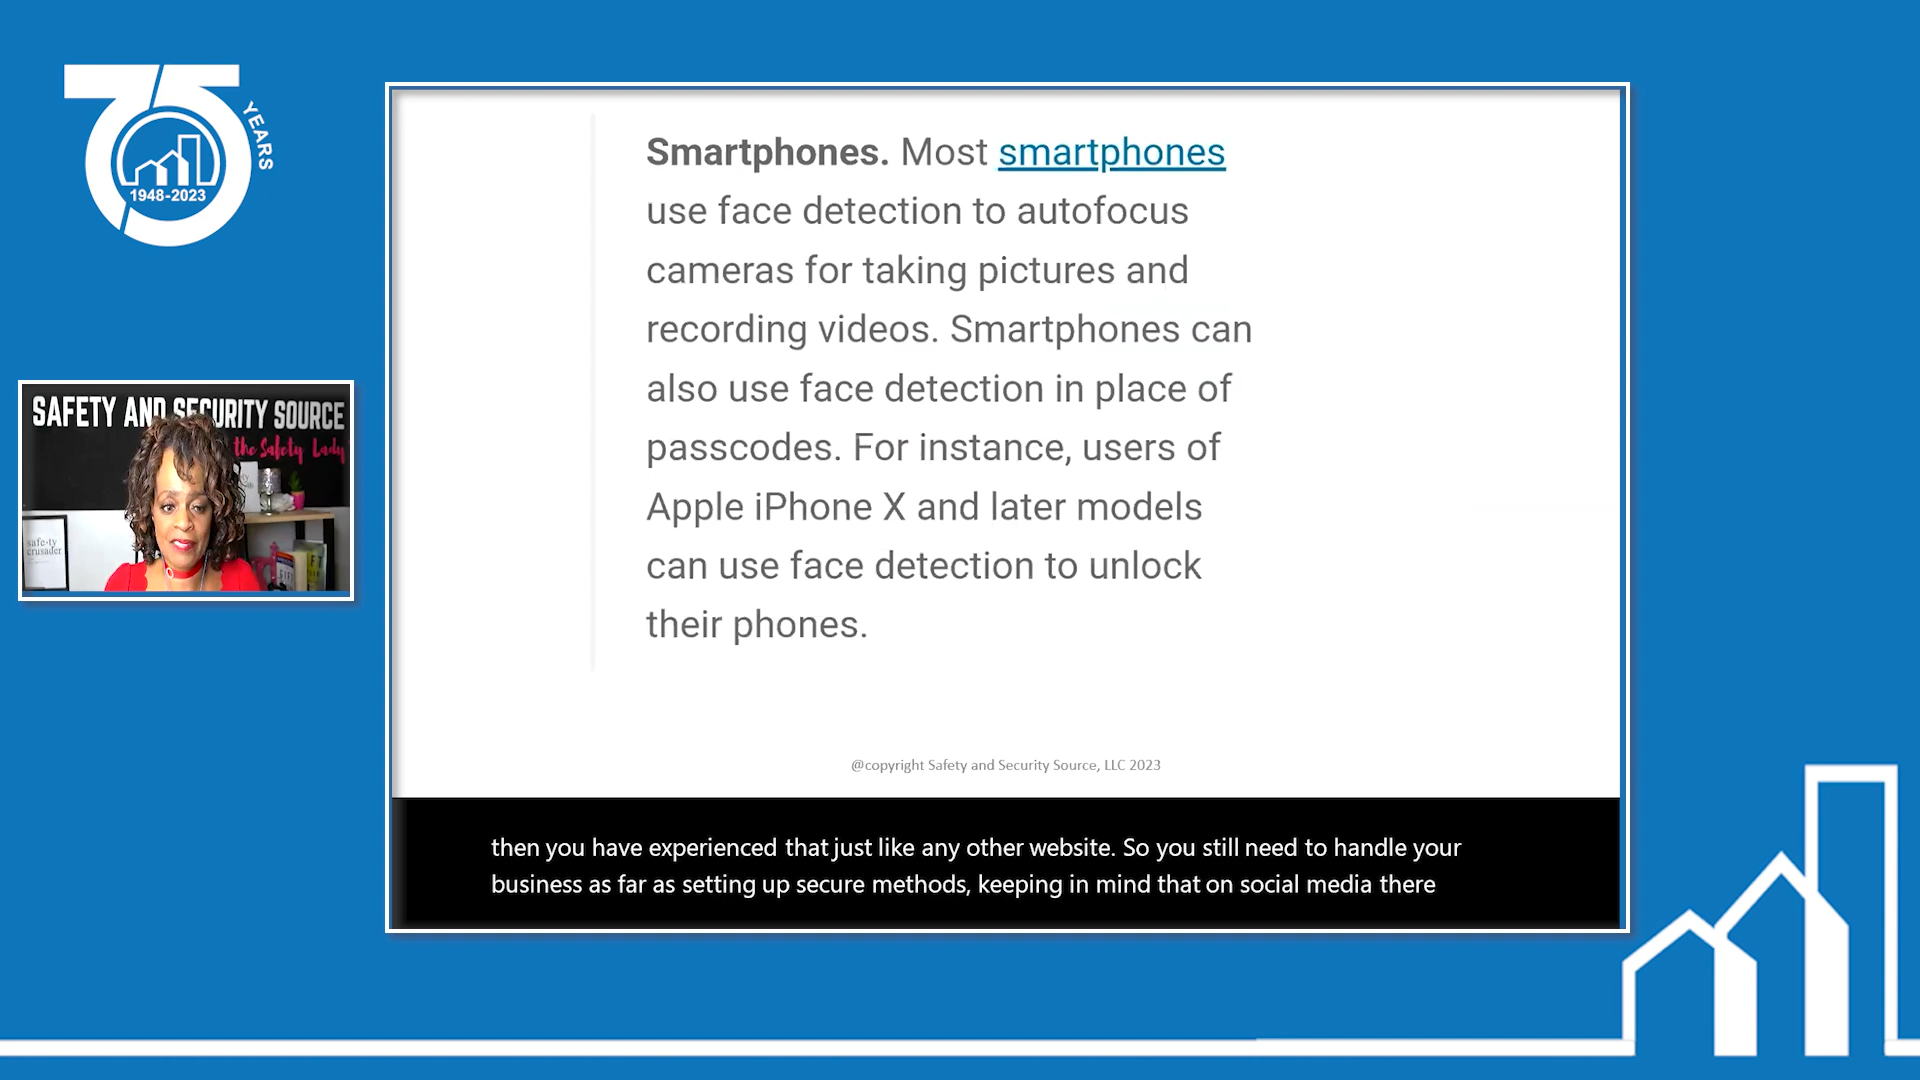 75
YEARS
1948-2023
SAFETY AND SECURITY SOURCE
the Safety Lady
safe·ty
crusader
Smartphones. Most smartphones
use face detection to autofocus
cameras for taking pictures and
recording videos. Smartphones can
also use face detection in place of
passcodes. For instance, users of
Apple iPhone X and later models
can use face detection to unlock
their phones.
@copyright Safety and Security Source, LLC 2023
then you have experienced that just like any other website. So you still need to handle your
business as far as setting up secure methods, keeping in mind that on social media there